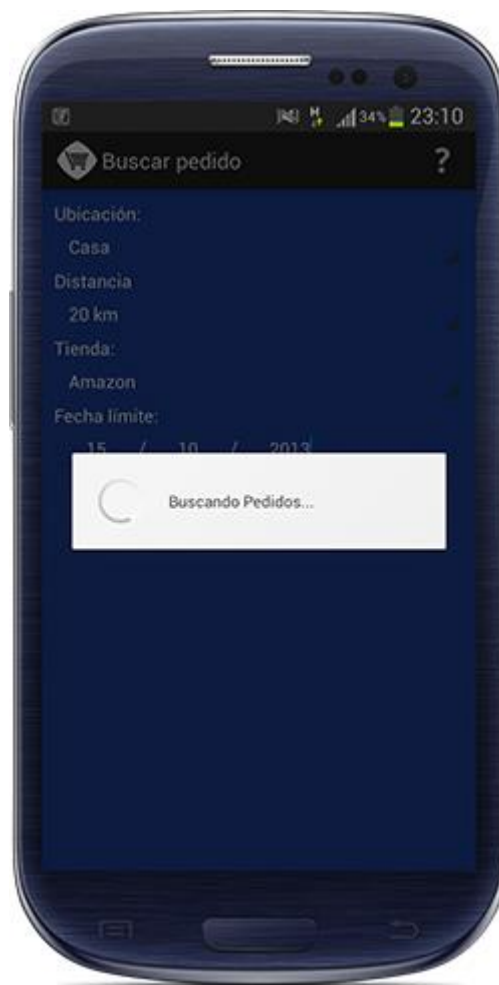 34% 23:10
Buscar pedido ?
Ubicación:
Casa
Distancia
20 km
Tienda:
Amazon
Fecha límite:
15 / 10 / 2013
Buscando Pedidos...